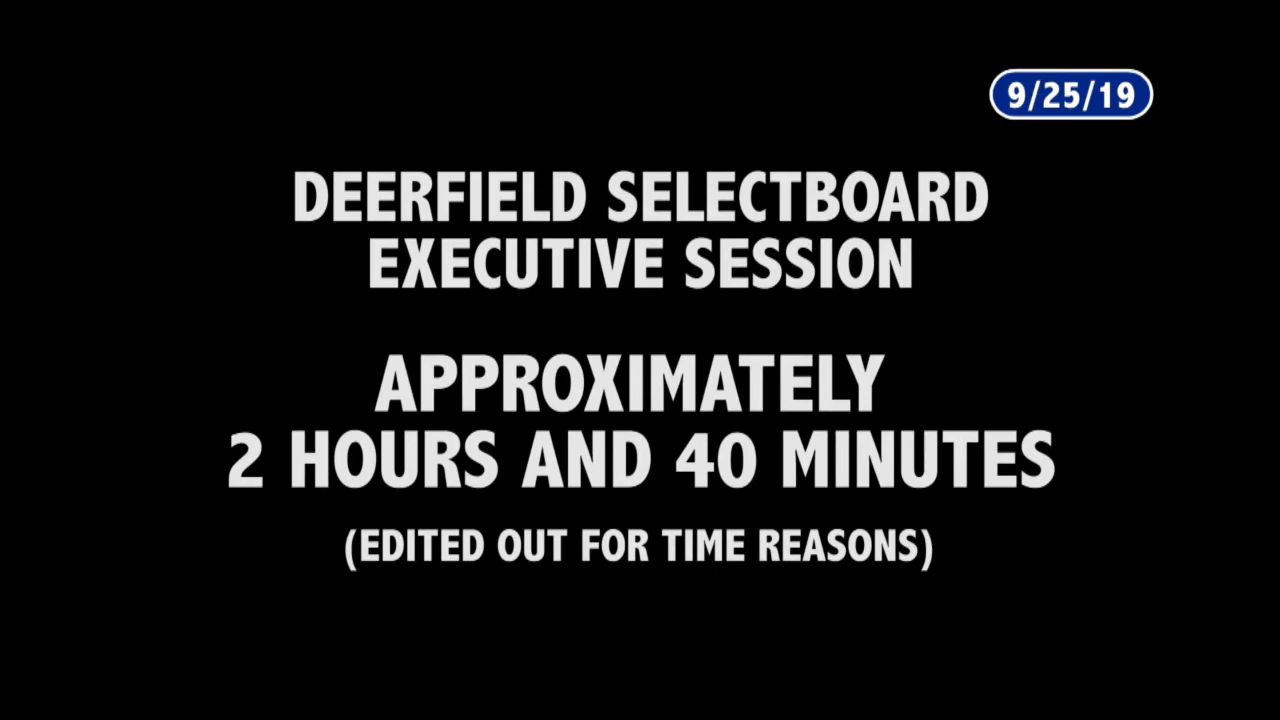 9/25/19
DEERFIELD SELECTBOARD
EXECUTIVE SESSION
APPROXIMATELY
2 HOURS AND 40 MINUTES
(EDITED OUT FOR TIME REASONS)